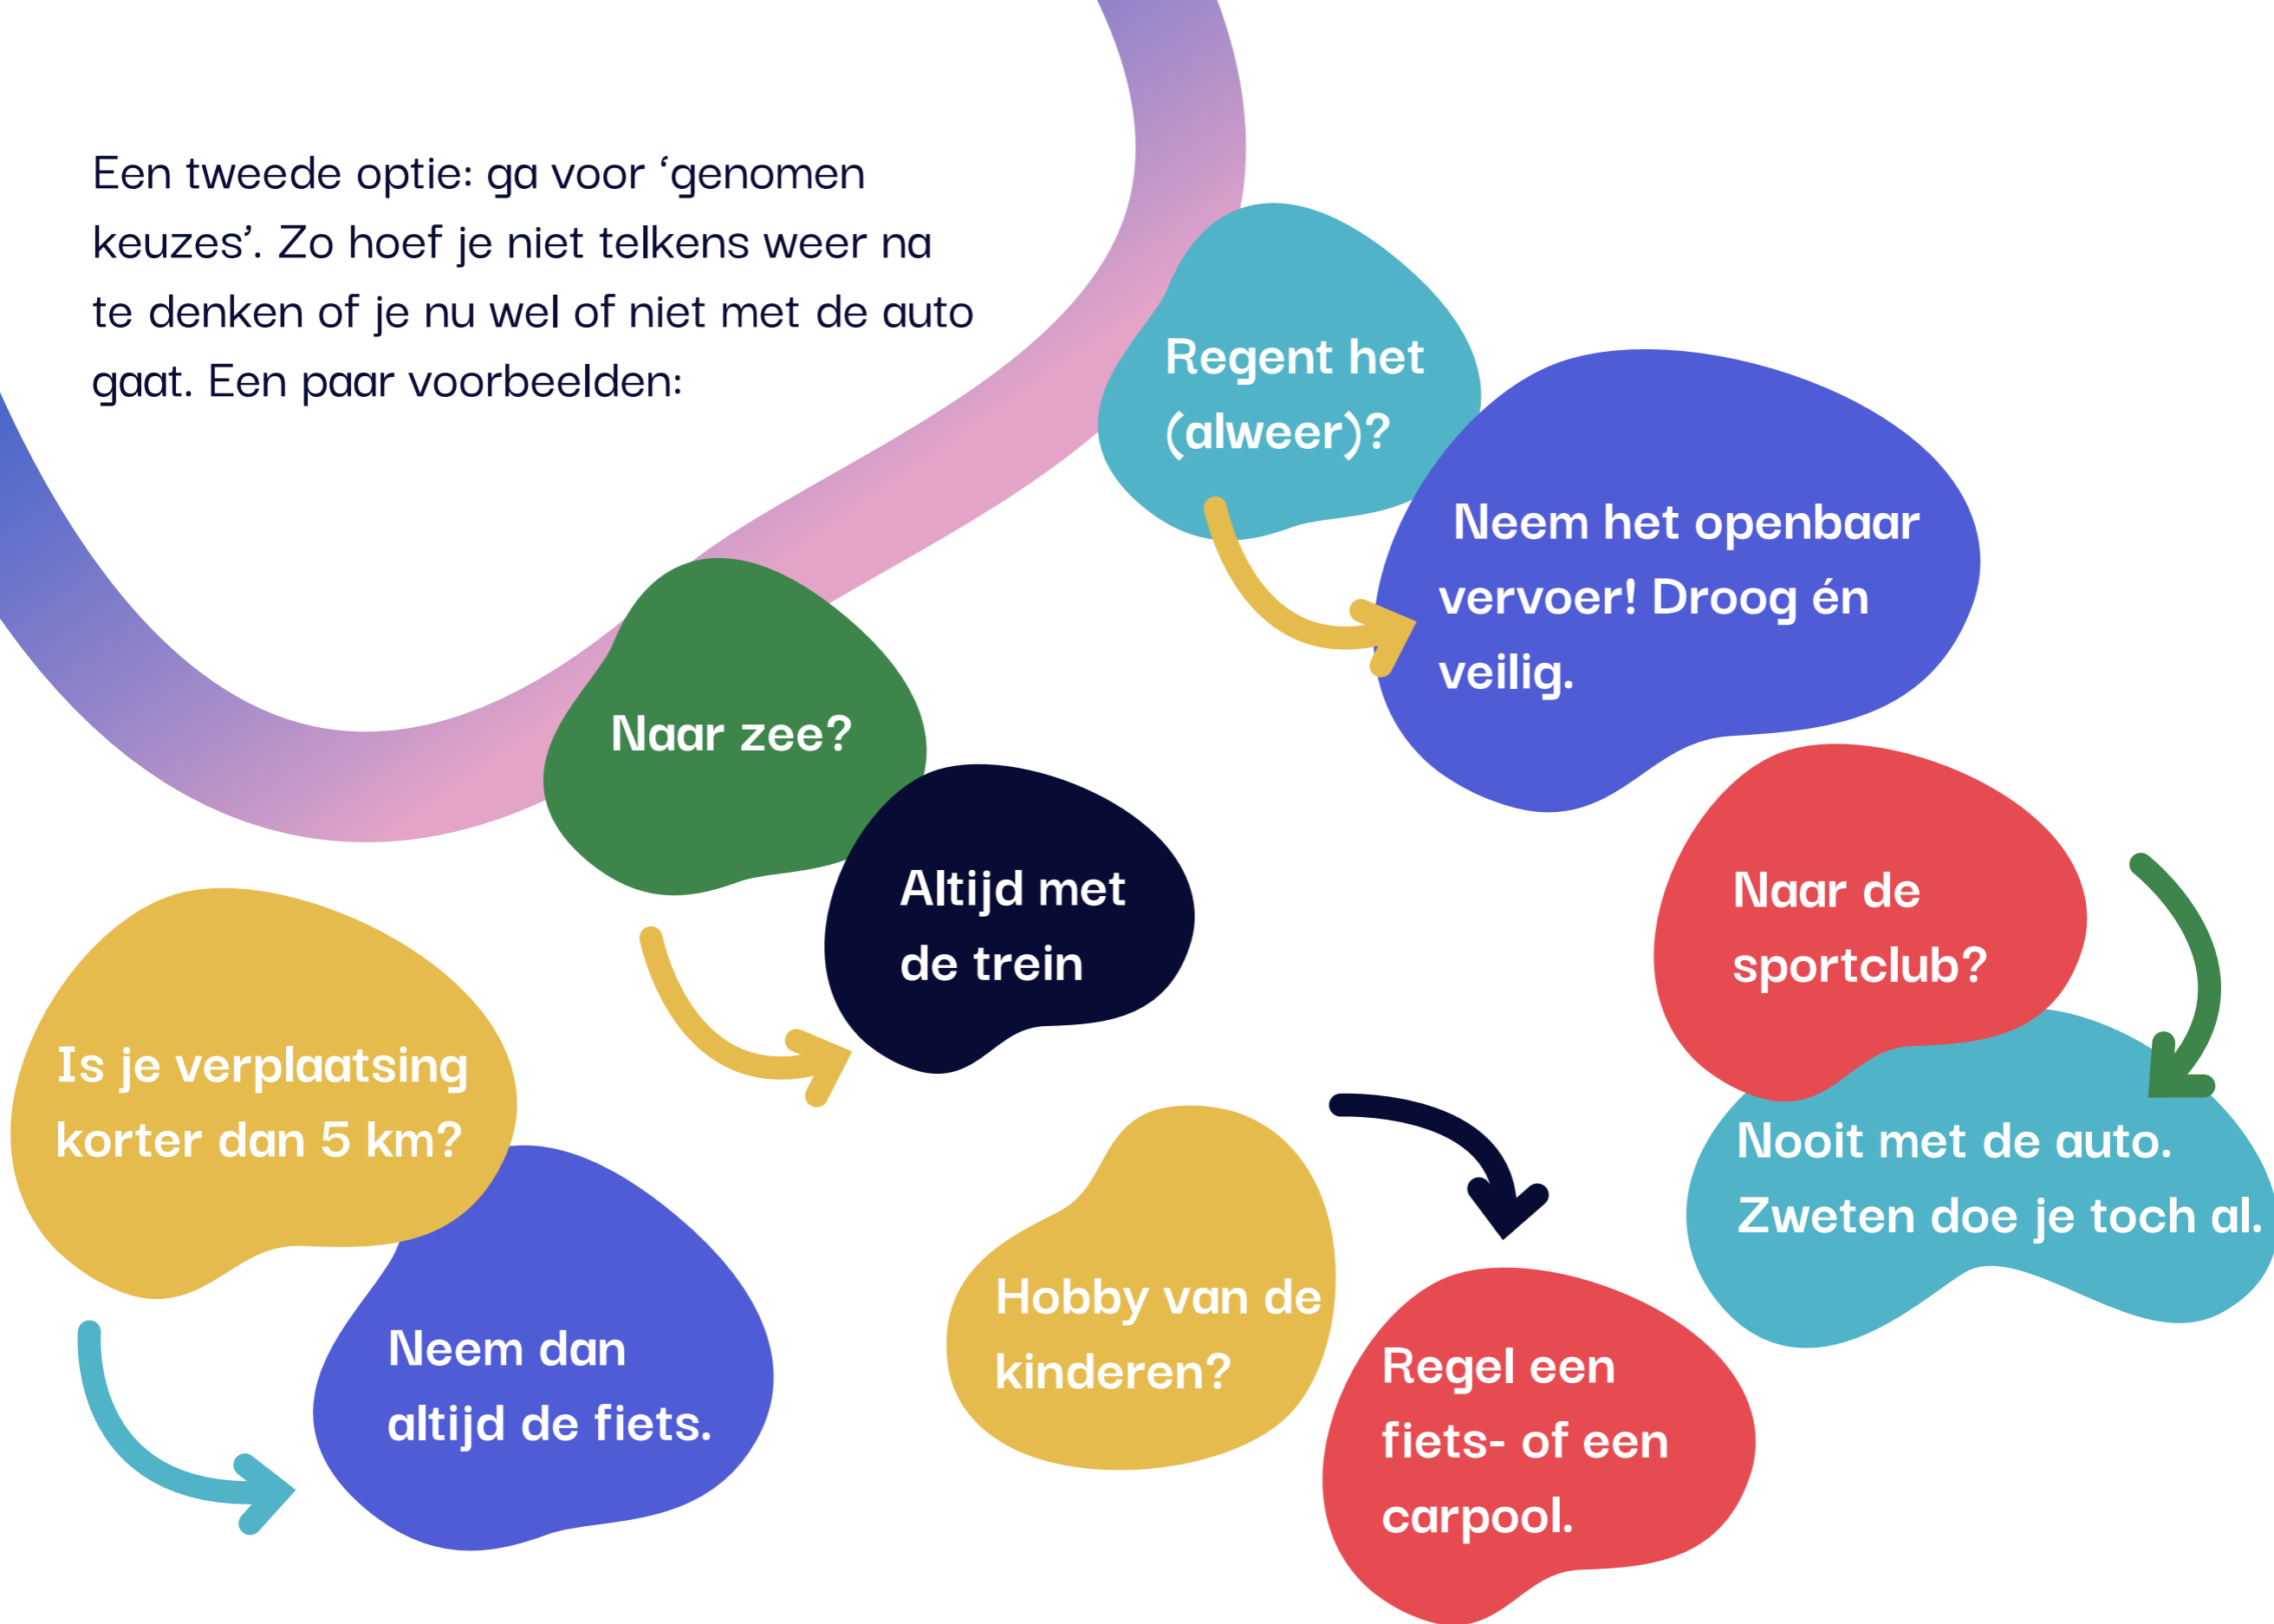 Een tweede optie: ga voor ‘genomen
keuzes’. Zo hoef je niet telkens weer na
te denken of je nu wel of niet met de auto
gaat. Een paar voorbeelden:
Regent het
(alweer)?
Neem het openbaar
vervoer! Droog én
veilig.
Naar zee?
Altijd met
de trein
Naar de
sportclub?
Nooit met de auto.
Zweten doe je toch al.
Is je verplaatsing
korter dan 5 km?
Neem dan
altijd de fiets.
Hobby van de
kinderen?
Regel een
fiets- of een
carpool.